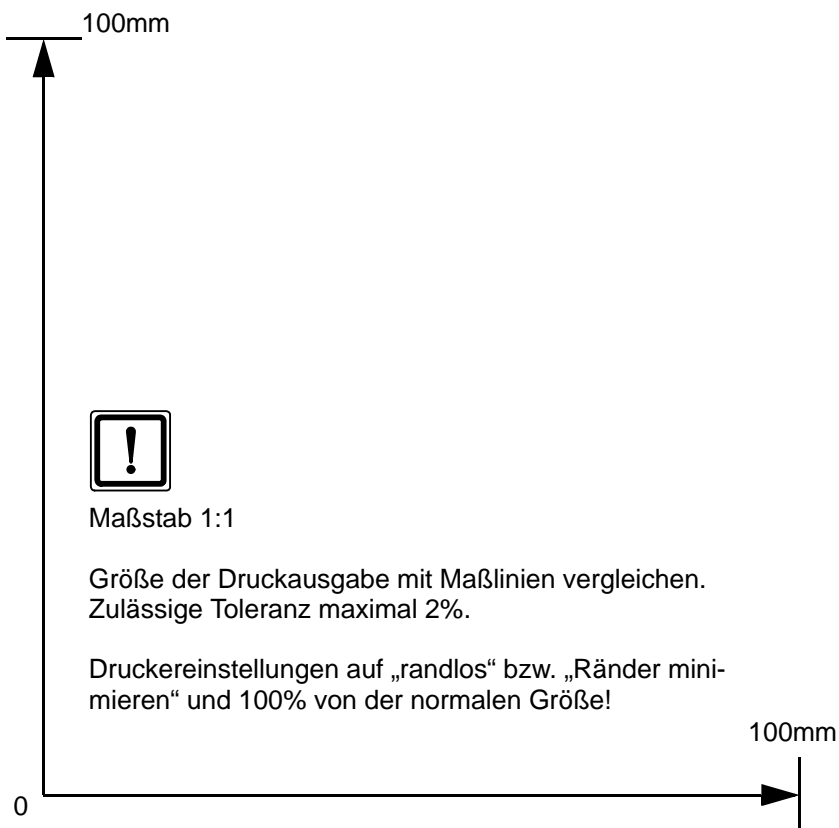 100mm
!
Maßstab 1:1
Größe der Druckausgabe mit Maßlinien vergleichen.
Zulässige Toleranz maximal 2%.
Druckereinstellungen auf „randlos“ bzw. „Ränder mini-
mieren“ und 100% von der normalen Größe!
100mm
0